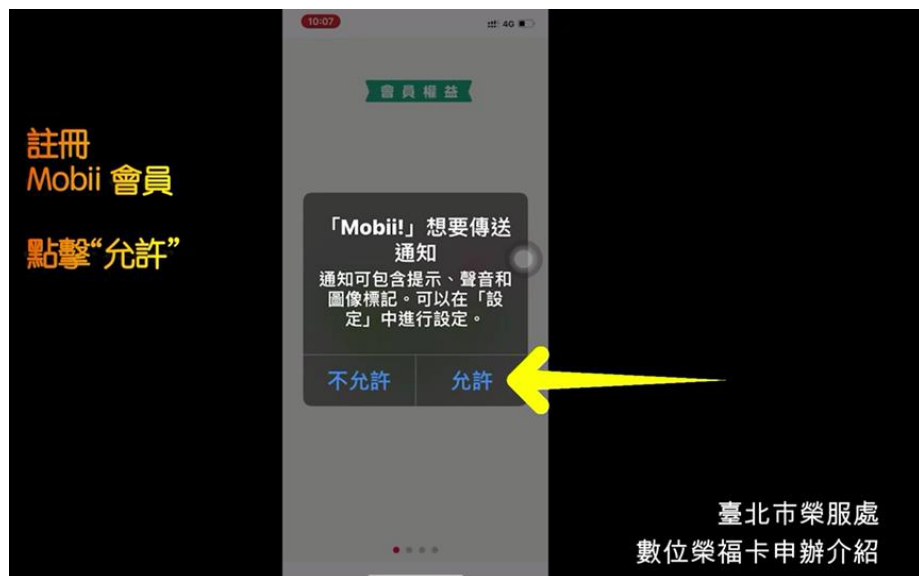 10:07
4G
會員權益
註冊
Mobii 會員
點擊“允許”
「Mobii!」想要傳送
通知
通知可包含提示、聲音和
圖像標記。可以在「設
定」中進行設定。
不允許
允許
臺北市榮服處
數位榮福卡申辦介紹